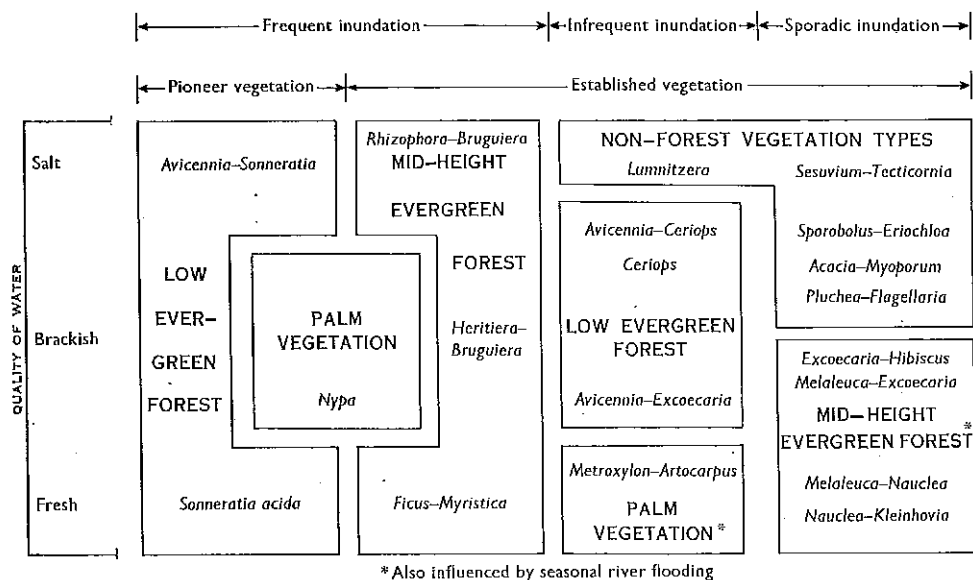 Frequent inundation
Infrequent inundation
Sporadic inundation
Pioneer vegetation
Established vegetation
QUALITY OF WATER
Salt
Brackish
Fresh
Avicennia–Sonneratia
LOW
EVER–
GREEN
FOREST
Sonneratia acida
PALM
VEGETATION
Nypa
Rhizophora–Bruguiera
MID–HEIGHT
EVERGREEN
FOREST
Heritiera–
Bruguiera
Ficus–Myristica
NON–FOREST VEGETATION TYPES
Lumnitzera
Sesuvium–Tecticornia
Sporobolus–Eriochloa
Acacia–Myoporum
Pluchea–Flagellaria
Avicennia–Ceriops
Ceriops
LOW EVERGREEN
FOREST
Avicennia–Excoecaria
Metroxylon–Artocarpus
PALM
VEGETATION*
Excoecaria–Hibiscus
Melaleuca–Excoecaria
MID–HEIGHT
EVERGREEN FOREST*
Melaleuca–Nauclea
Nauclea–Kleinhovia
*Also influenced by seasonal river flooding